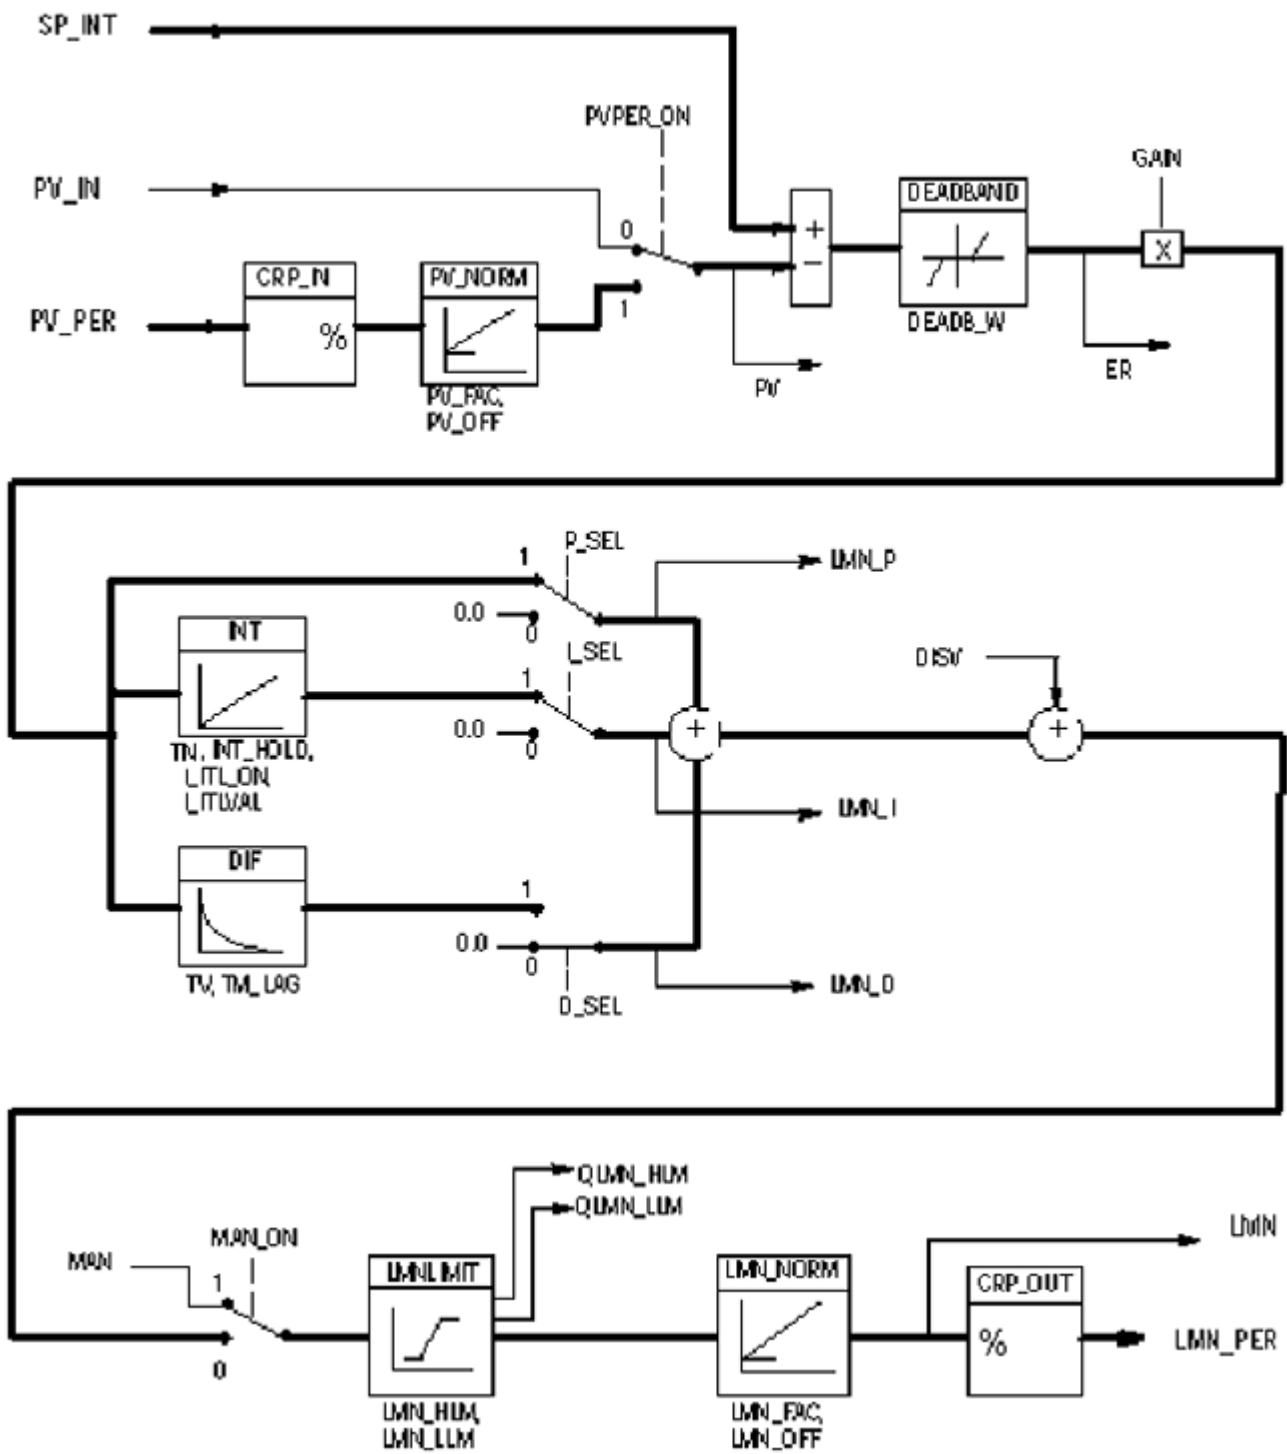 SP_INT
PVPER_ON
GAIN
PV_IN
DEADBAND
0
+
X
CRP_IN
PV_NORM
−
PV_PER
%
1
DEADB_W
PV
ER
PV_FAC,
PV_OFF
P_SEL
1
LMN_P
0.0
0
INT
I_SEL
DISV
1
0.0
+
+
0
TN, INT_HOLD,
I_ITL_ON,
I_ITLVAL
LMN_I
DIF
1
0.0
0
TV, TM_LAG
LMN_D
D_SEL
QLMN_HLM
QLMN_LLM
MAN_ON
LMN
MAN
LMNLIMIT
LMN_NORM
1
CRP_OUT
%
LMN_PER
0
LMN_HLM,
LMN_LLM
LMN_FAC,
LMN_OFF